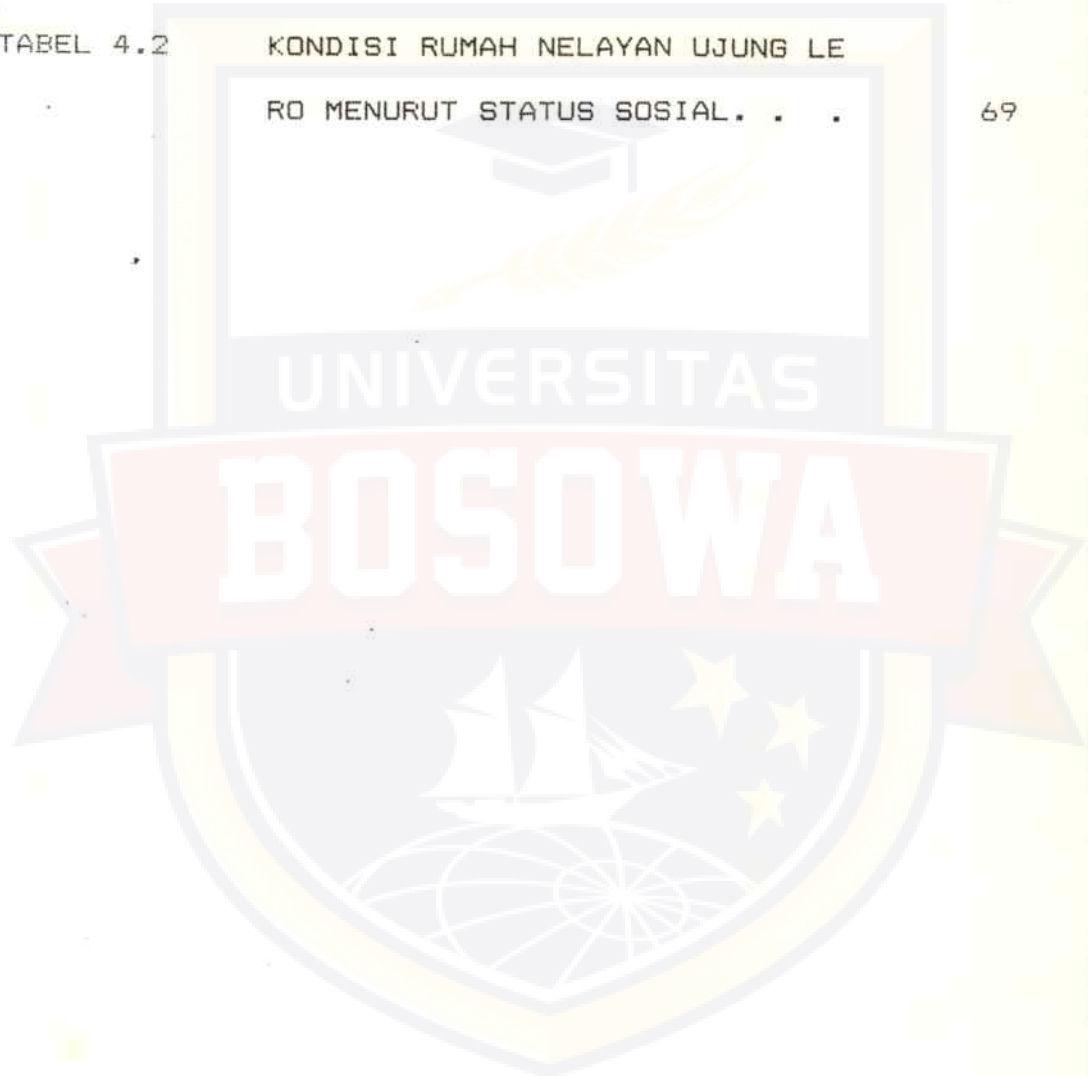 TABEL 4.2 KONDISI RUMAH NELAYAN UJUNG LE
RO MENURUT STATUS SOSIAL. . . 69
UNIVERSITAS
BOSOWA